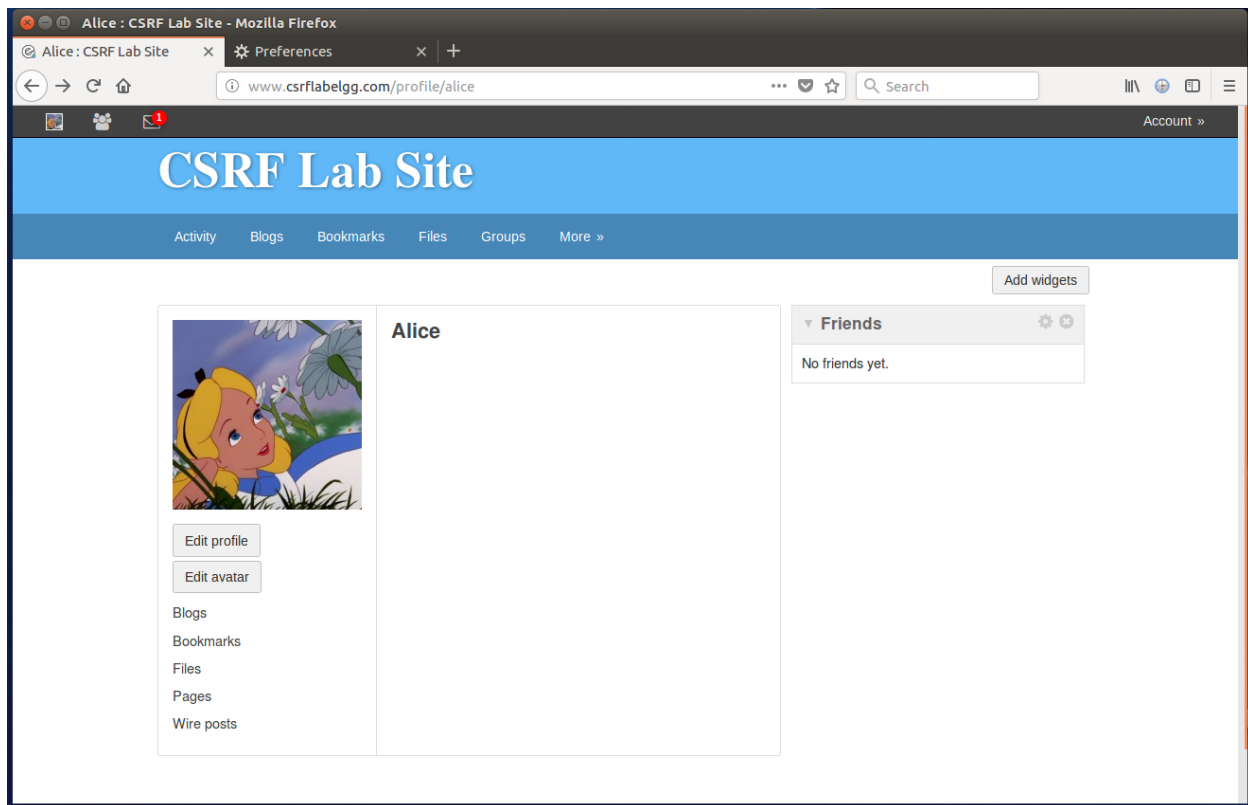 Alice : CSRF Lab Site - Mozilla Firefox
Alice : CSRF Lab Site Preferences
www.csrflabelgg.com/profile/alice Search
1 Account »
CSRF Lab Site
Activity Blogs Bookmarks Files Groups More »
Add widgets
Alice
Friends
No friends yet.
Edit profile
Edit avatar
Blogs
Bookmarks
Files
Pages
Wire posts